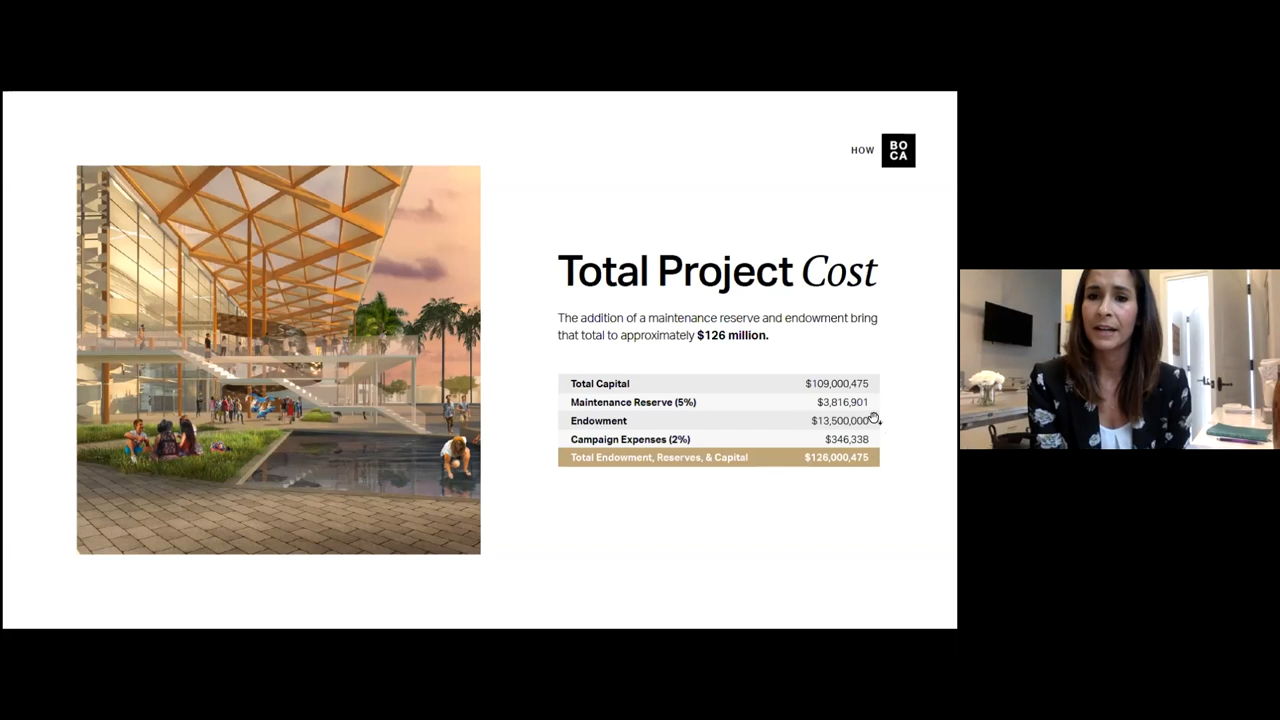 HOW
BO
CA
Total Project Cost
The addition of a maintenance reserve and endowment bring
that total to approximately $126 million.
Total Capital $109,000,475
Maintenance Reserve (5%) $3,816,901
Endowment $13,500,000
Campaign Expenses (2%) $346,338
Total Endowment, Reserves, & Capital $126,000,475